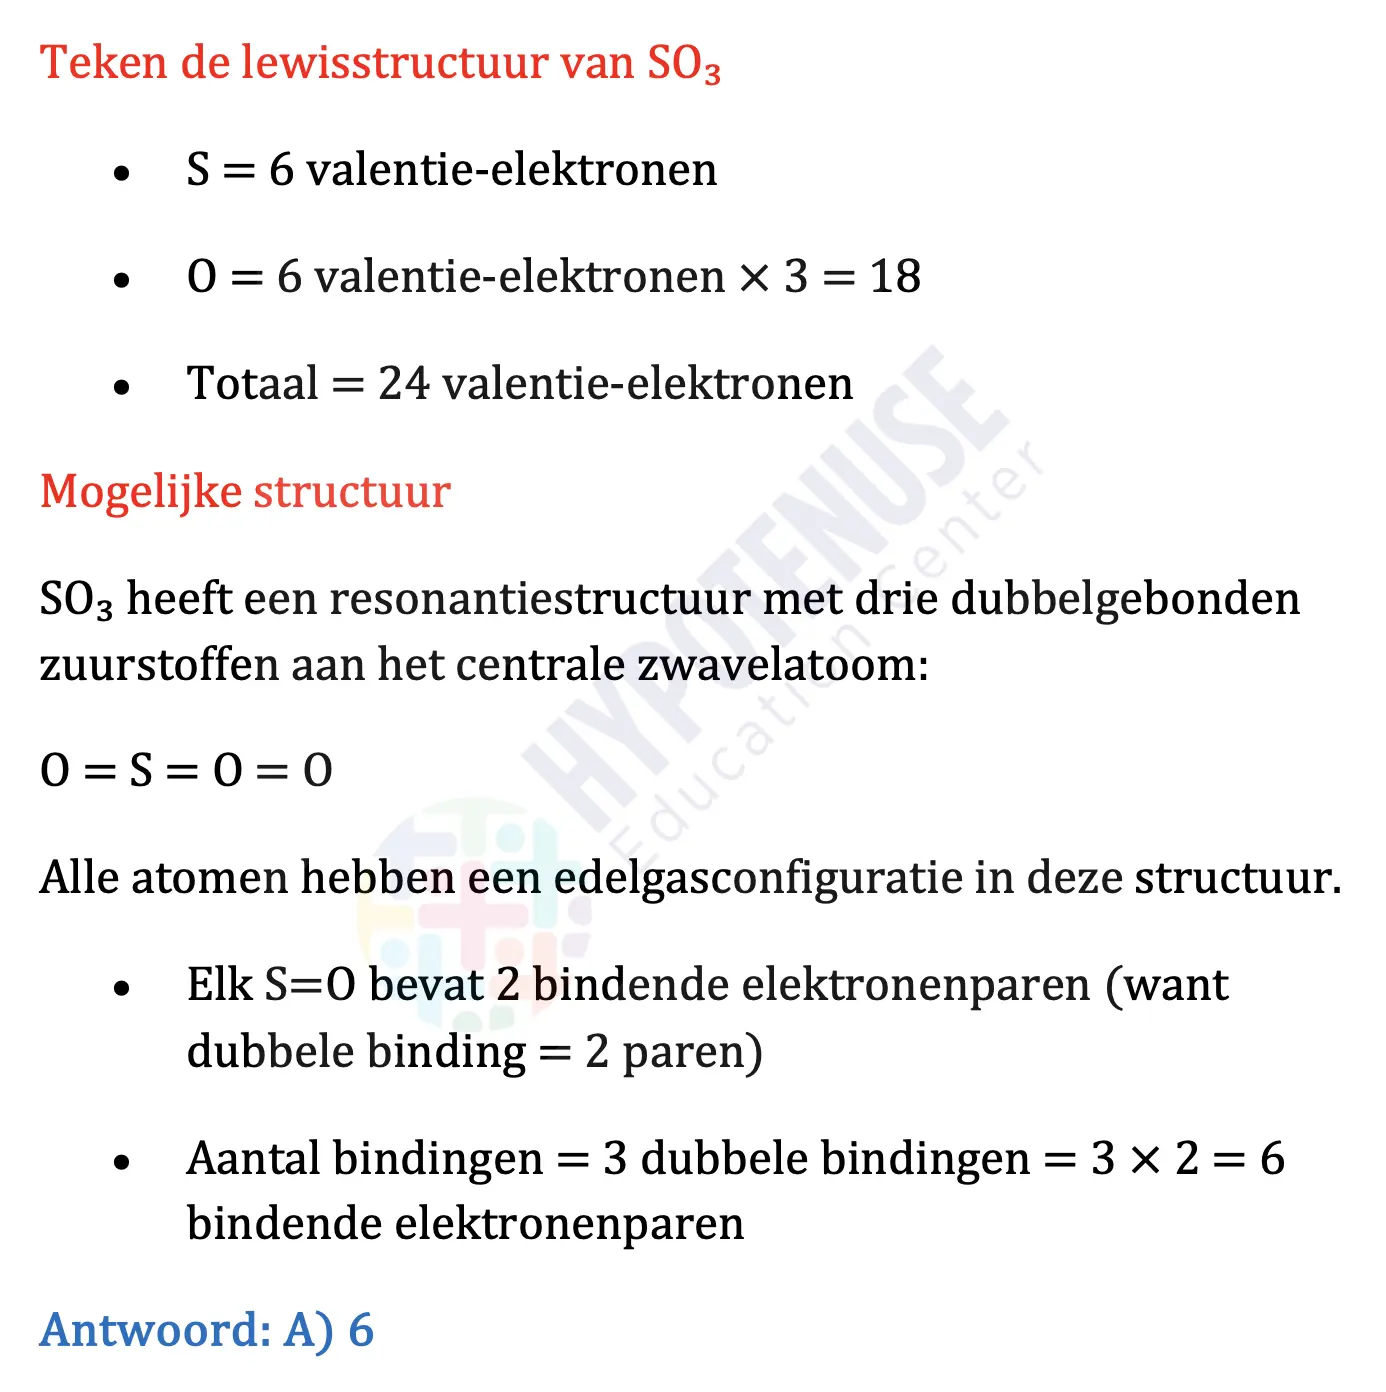 Teken de lewisstructuur van SO₃
• S = 6 valentie-elektronen
• O = 6 valentie-elektronen × 3 = 18
• Totaal = 24 valentie-elektronen
Mogelijke structuur
SO₃ heeft een resonantiestructuur met drie dubbelgebonden
zuurstoffen aan het centrale zwavelatoom:
O = S = O = O
Alle atomen hebben een edelgasconfiguratie in deze structuur.
• Elk S=O bevat 2 bindende elektronenparen (want
dubbele binding = 2 paren)
• Aantal bindingen = 3 dubbele bindingen = 3 × 2 = 6
bindende elektronenparen
Antwoord: A) 6
HYPOTENUSE
Education Center